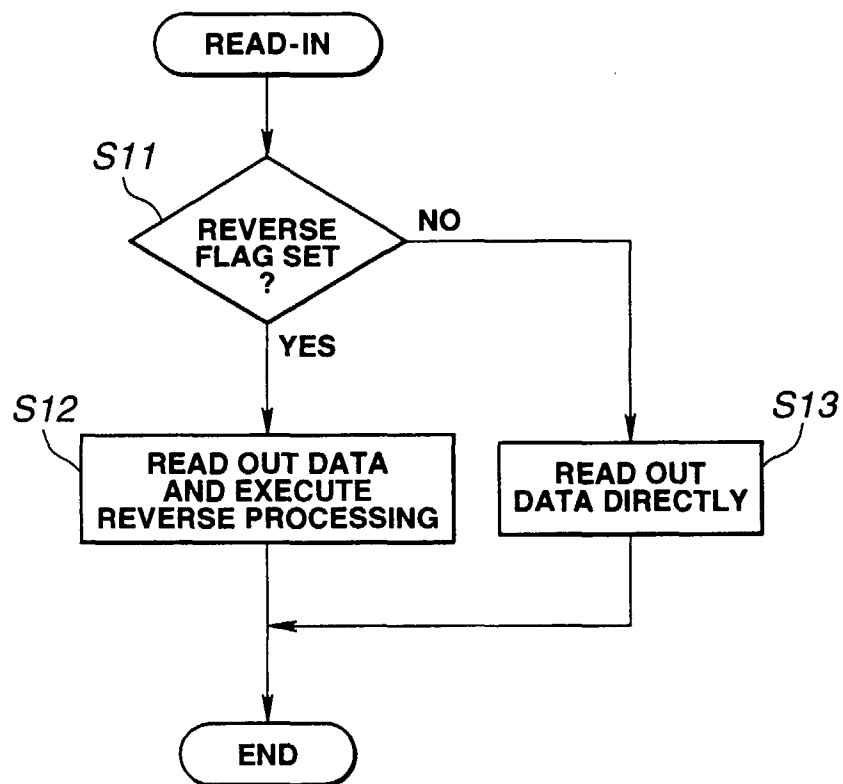 READ-IN
S11
REVERSE
FLAG SET
?
NO
YES
S12
READ OUT DATA
AND EXECUTE
REVERSE PROCESSING
S13
READ OUT
DATA DIRECTLY
END